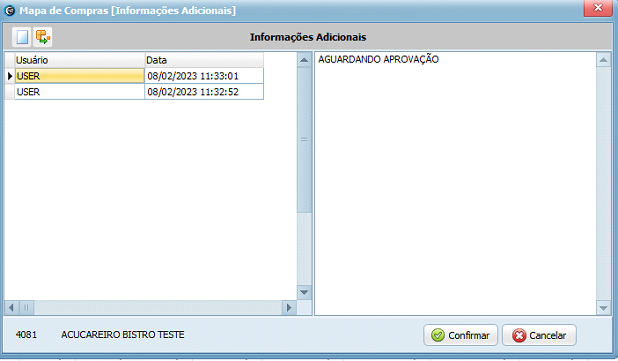 Mapa de Compras [Informações Adicionais]
Informações Adicionais
Usuário Data
USER 08/02/2023 11:33:01
USER 08/02/2023 11:32:52
AGUARDANDO APROVAÇÃO
4081 ACUCAREIRO BISTRO TESTE
Confirmar Cancelar